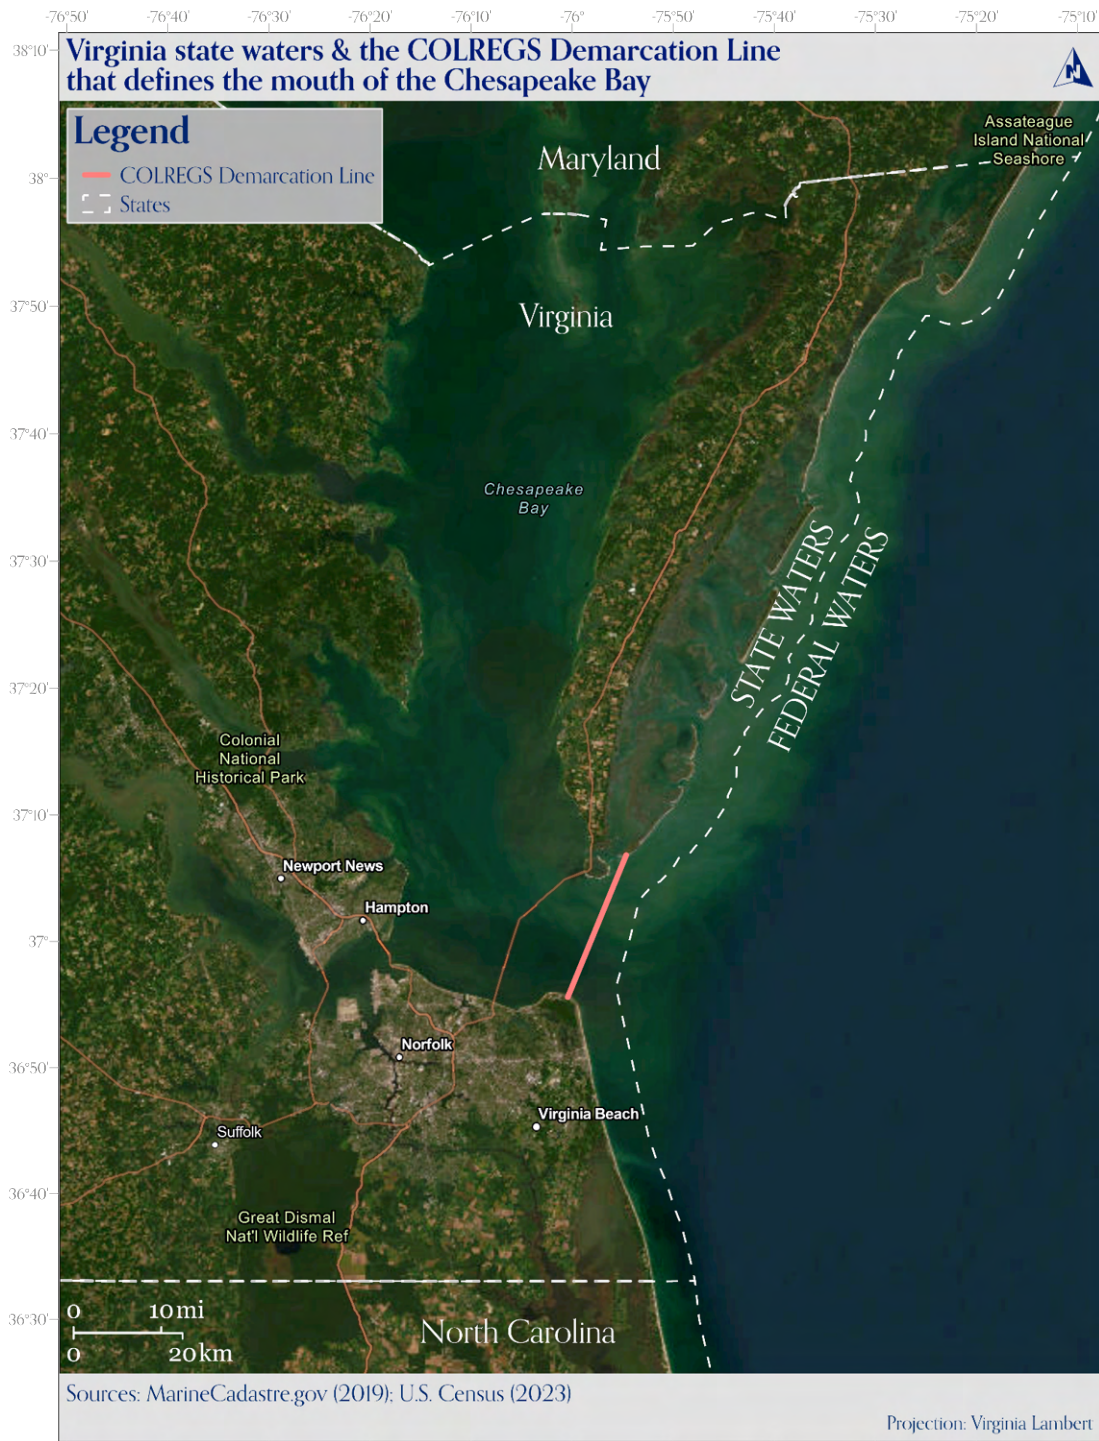 -76°50' -76°40' -76°30' -76°20' -76°10' -76° -75°50' -75°40' -75°30' -75°20' -75°10'
38°10'
Virginia state waters & the COLREGS Demarcation Line
that defines the mouth of the Chesapeake Bay
N
Legend
COLREGS Demarcation Line
States
Assateague
Island National
Seashore
Maryland
38°
Virginia
37°50'
37°40'
Chesapeake
Bay
37°30'
STATE WATERS
FEDERAL WATERS
37°20'
Colonial
National
Historical Park
37°10'
Newport News
Hampton
37°
Norfolk
36°50'
Virginia Beach
Suffolk
36°40'
Great Dismal
Nat'l Wildlife Ref
0 10mi
0 20km
36°30'
North Carolina
Sources: MarineCadastre.gov (2019); U.S. Census (2023)
Projection: Virginia Lambert